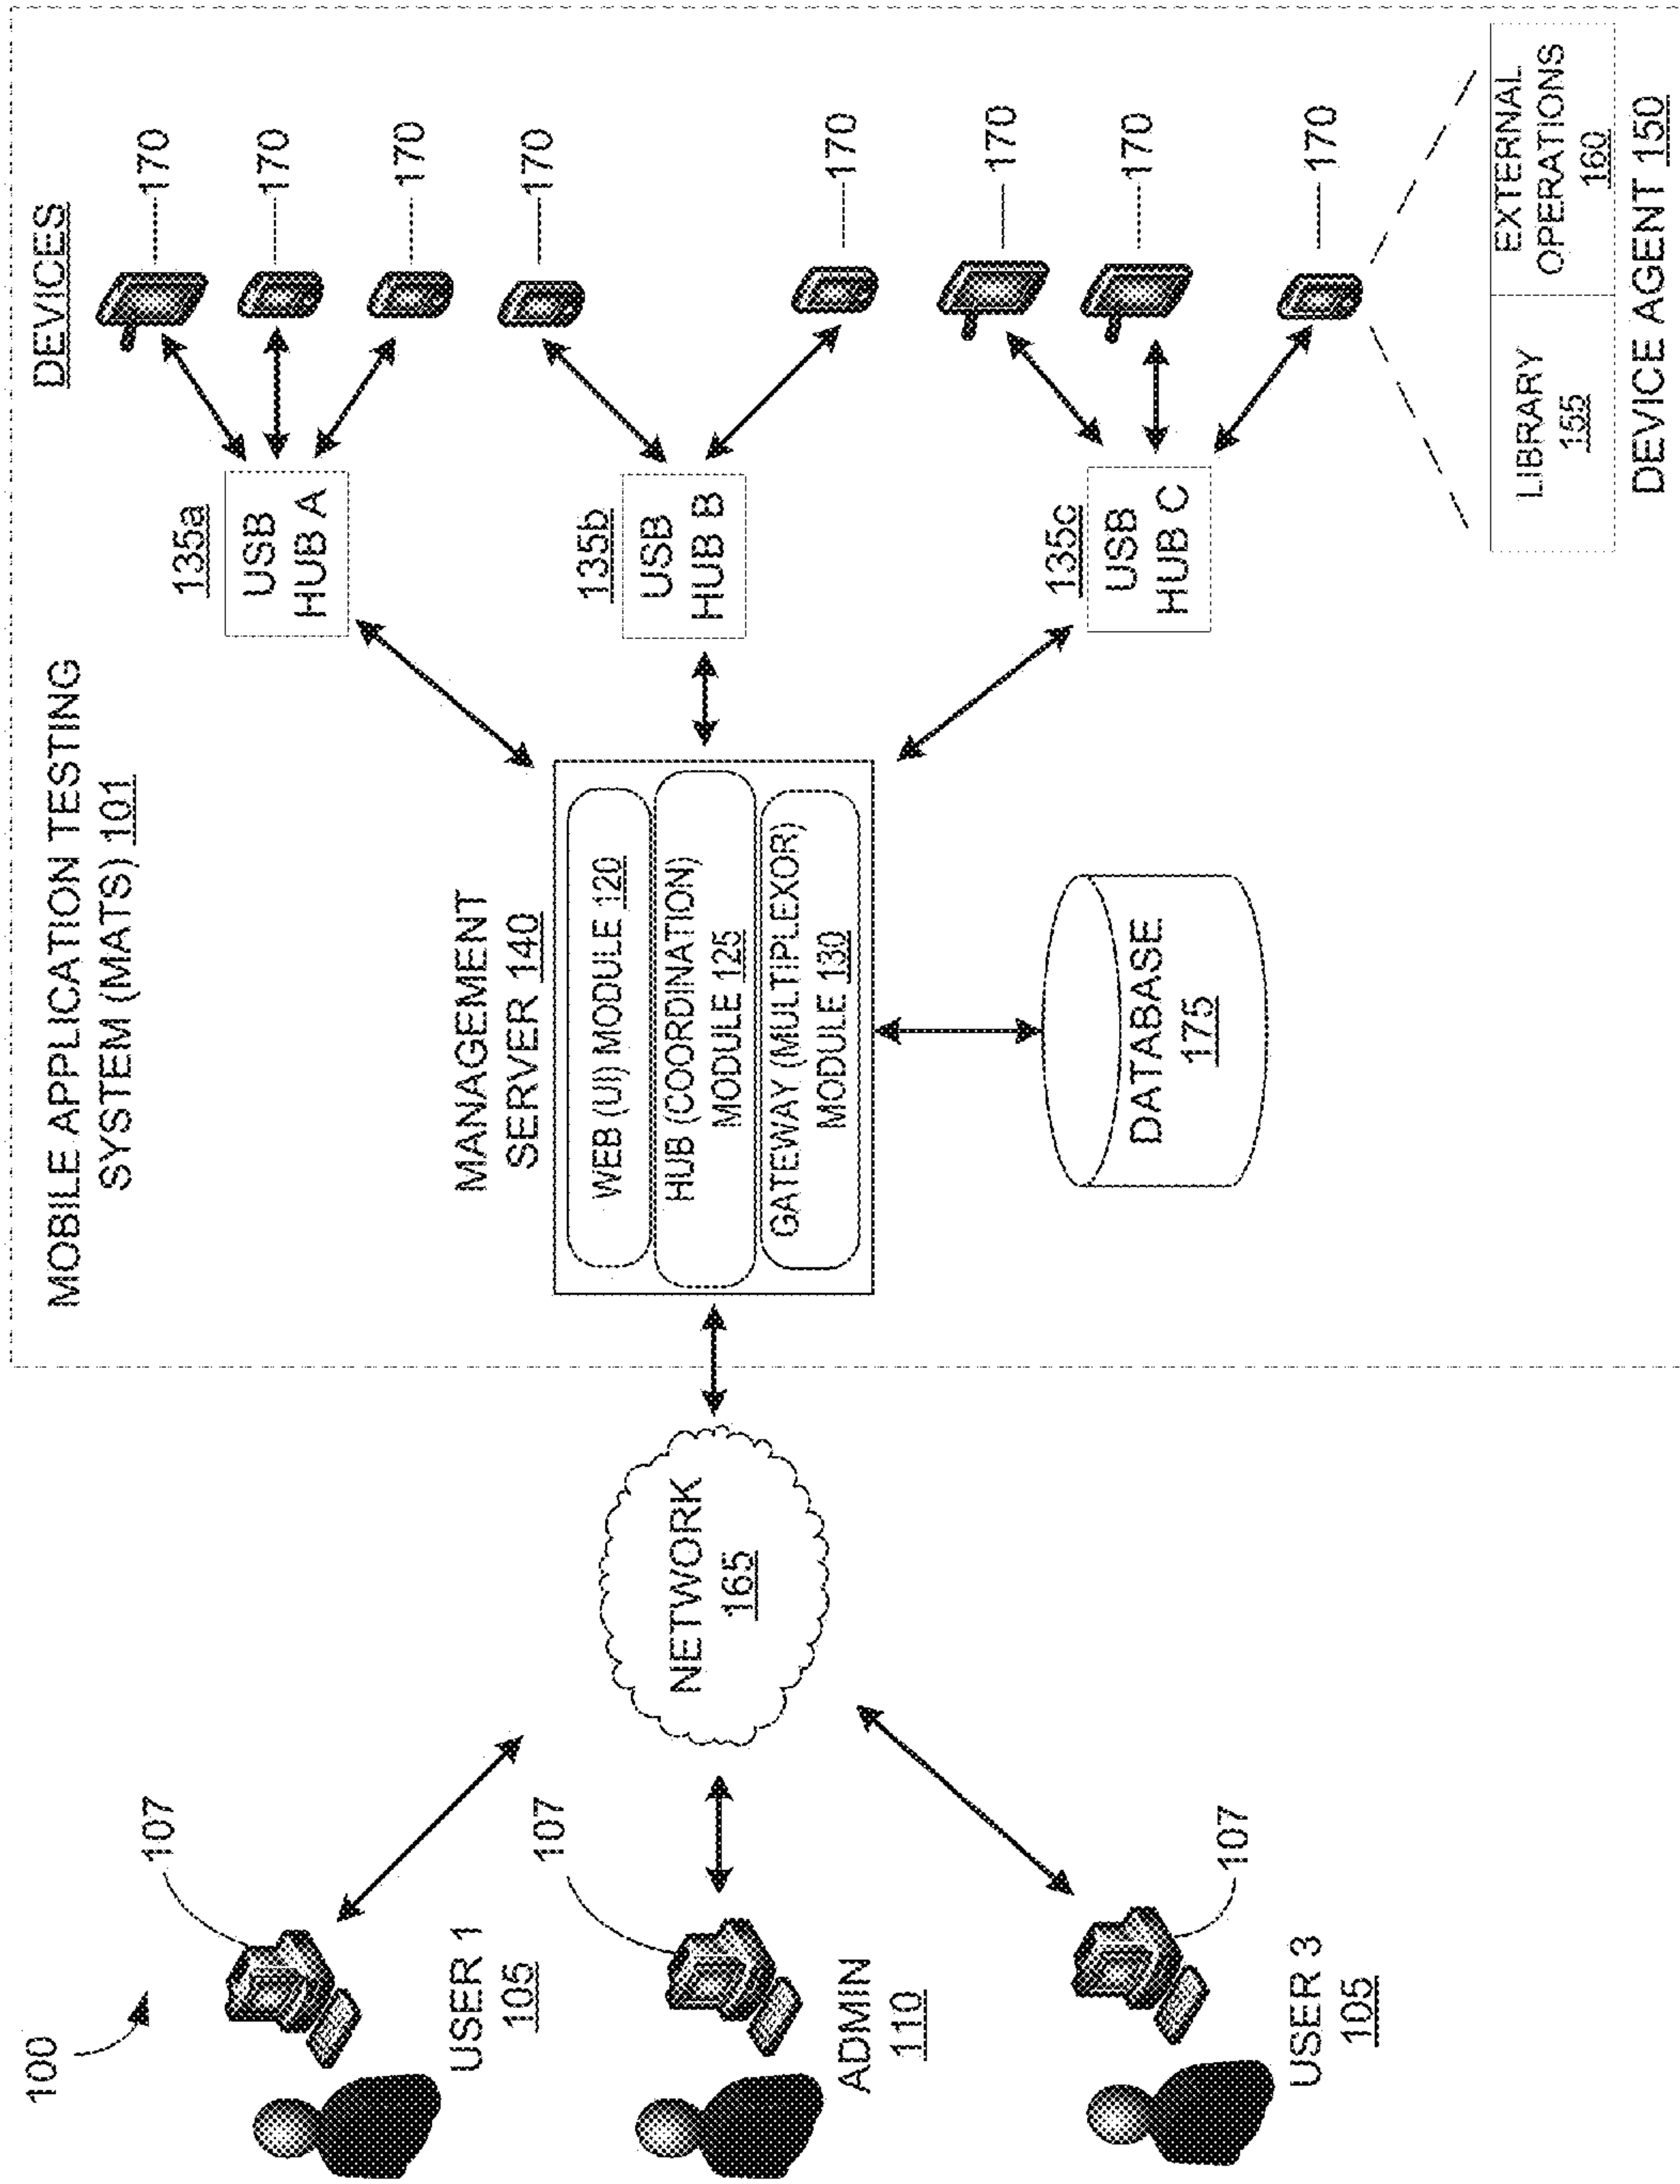 100
107
USER 1
105
107
ADMIN
110
107
USER 3
105
NETWORK
165
MOBILE APPLICATION TESTING
SYSTEM (MATS) 101
MANAGEMENT
SERVER 140
WEB (UI) MODULE 120
HUB (COORDINATION)
MODULE 125
GATEWAY (MULTIPLEXOR)
MODULE 130
DATABASE
175
135a
USB
HUB A
135b
USB
HUB B
135c
USB
HUB C
DEVICES
170
170
170
170
170
170
170
170
LIBRARY
155
EXTERNAL
OPERATIONS
160
DEVICE AGENT 150